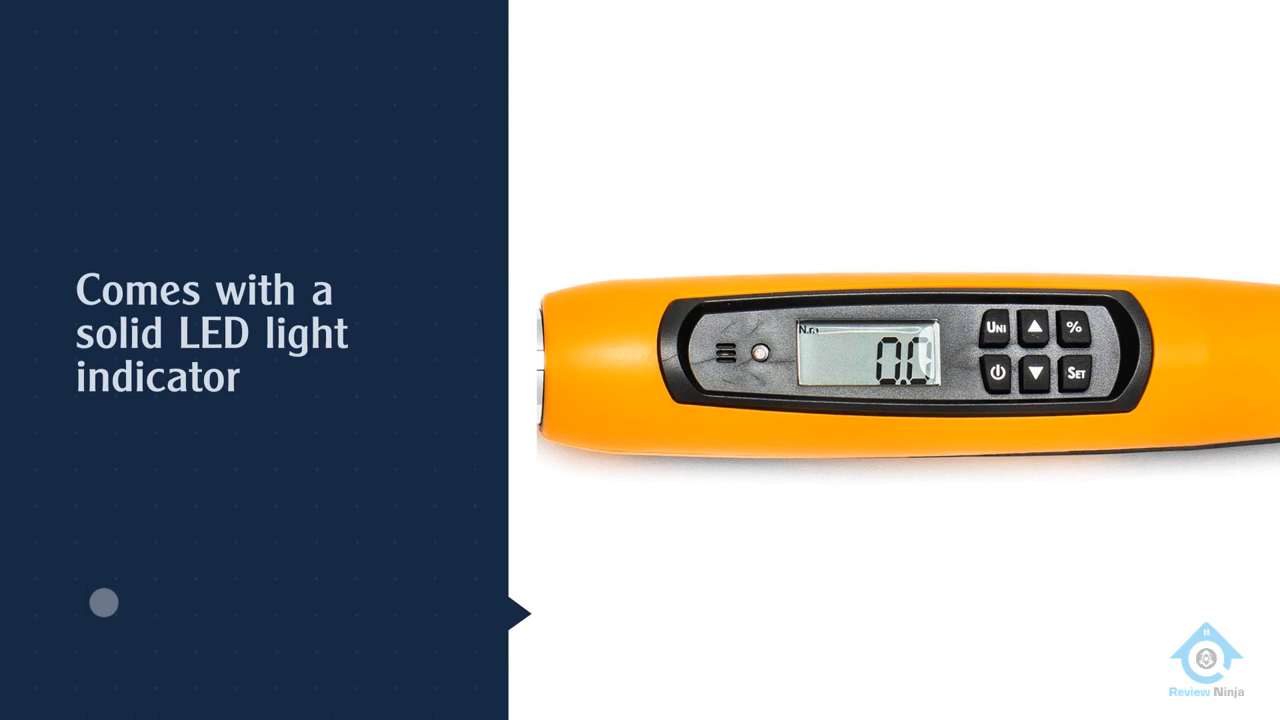 Comes with a
solid LED light
indicator
N.m
0.0
UNI
%
SET
Review Ninja